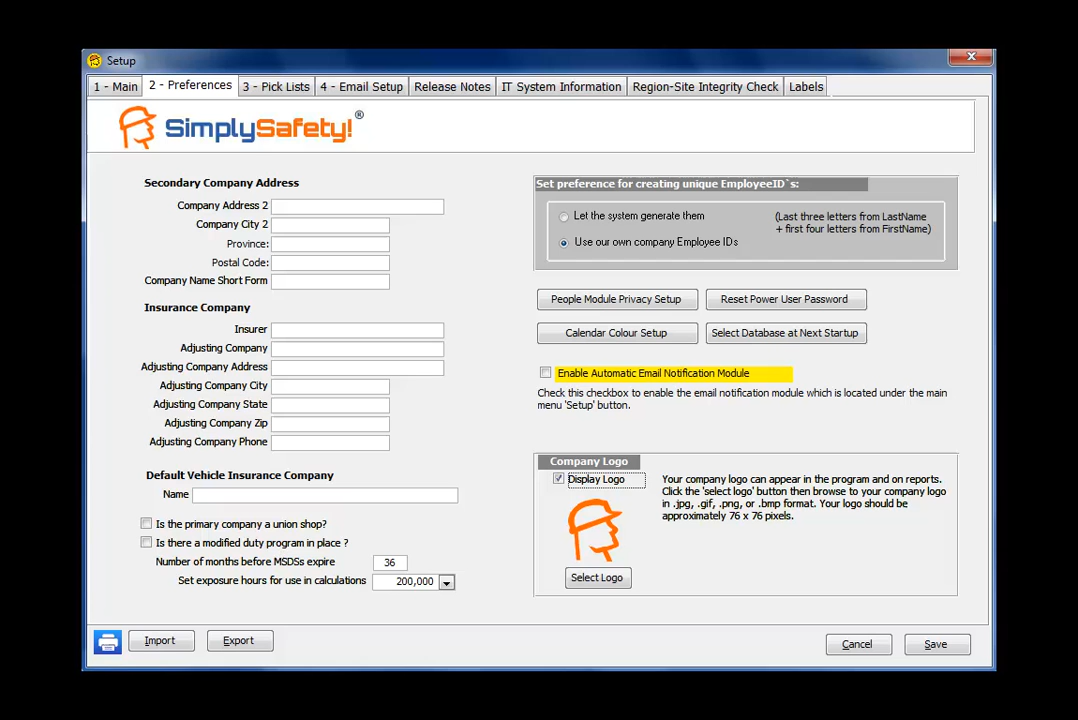 Setup
1 - Main
2 - Preferences
3 - Pick Lists
4 - Email Setup
Release Notes
IT System Information
Region-Site Integrity Check
Labels
SimplySafety!®
Secondary Company Address
Company Address 2
Company City 2
Province:
Postal Code:
Company Name Short Form
Insurance Company
Insurer
Adjusting Company
Adjusting Company Address
Adjusting Company City
Adjusting Company State
Adjusting Company Zip
Adjusting Company Phone
Default Vehicle Insurance Company
Name
Is the primary company a union shop?
Is there a modified duty program in place ?
Number of months before MSDSs expire 36
Set exposure hours for use in calculations 200,000
Set preference for creating unique EmployeeID`s:
Let the system generate them
(Last three letters from LastName
+ first four letters from FirstName)
Use our own company Employee IDs
People Module Privacy Setup
Reset Power User Password
Calendar Colour Setup
Select Database at Next Startup
Enable Automatic Email Notification Module
Check this checkbox to enable the email notification module which is located under the main
menu 'Setup' button.
Company Logo
Display Logo
Your company logo can appear in the program and on reports.
Click the 'select logo' button then browse to your company logo
in .jpg, .gif, .png, or .bmp format. Your logo should be
approximately 76 x 76 pixels.
Select Logo
Import
Export
Cancel
Save